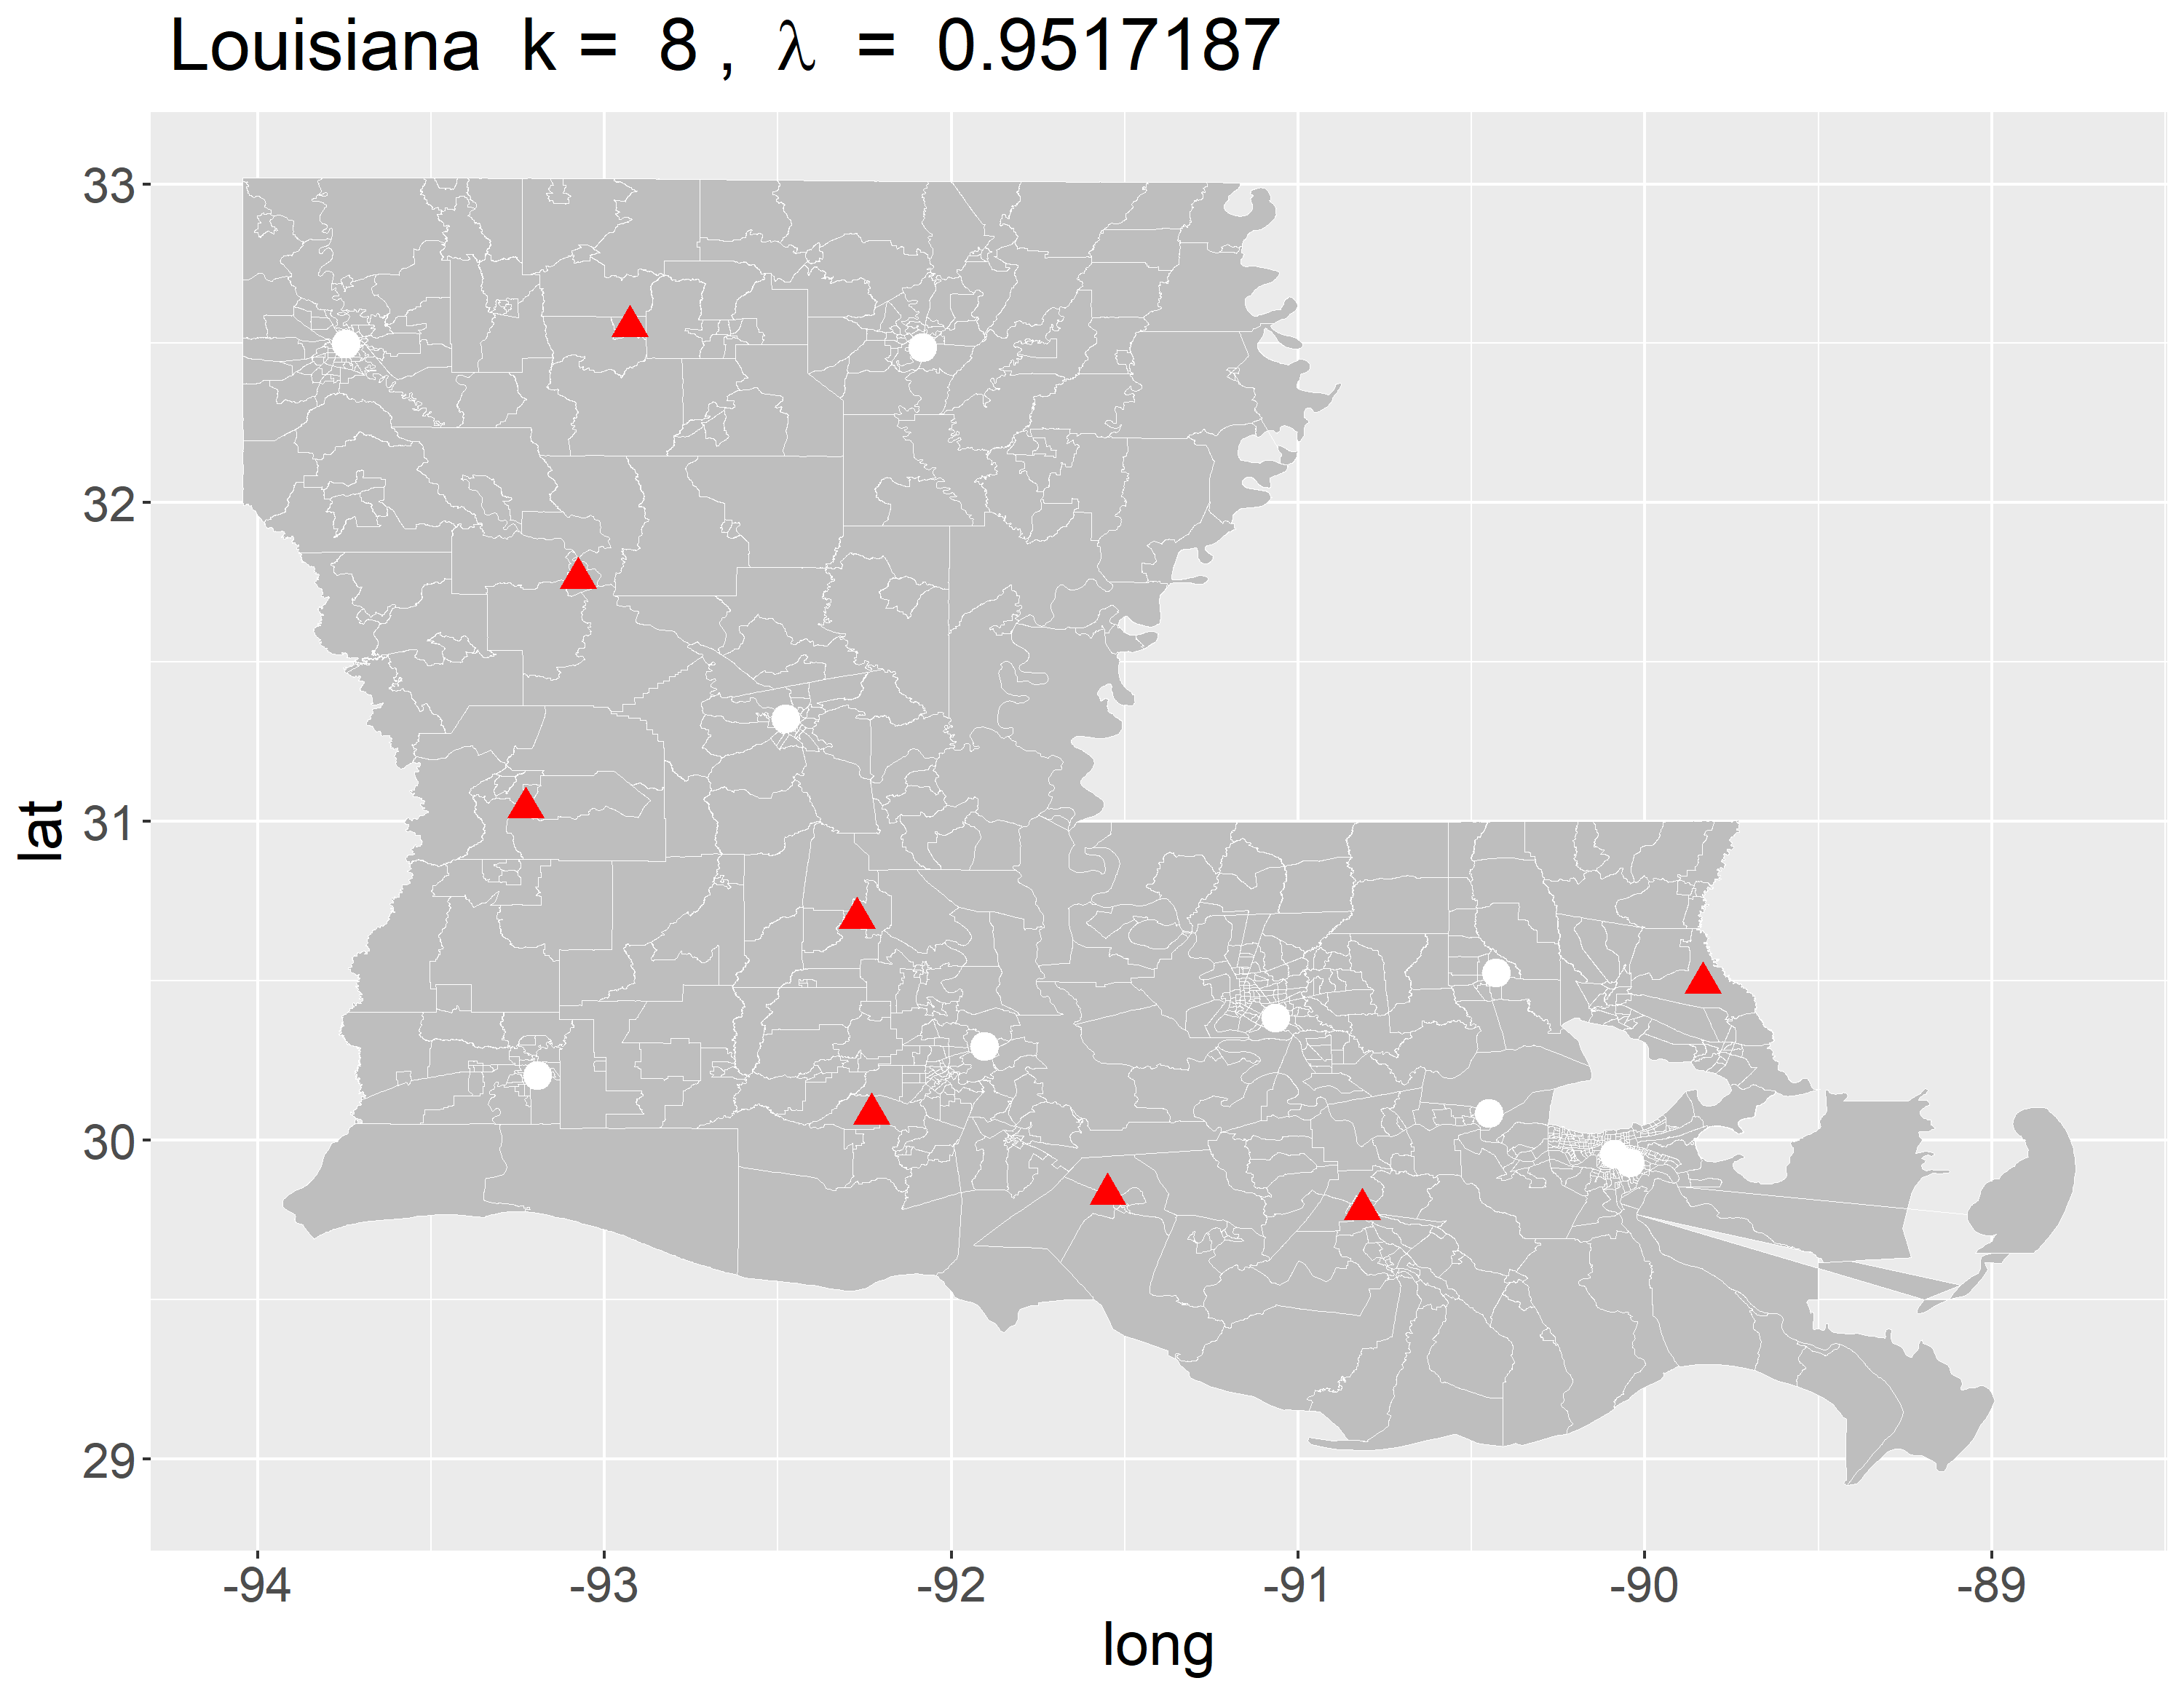 Louisiana k = 8 , λ = 0.9517187
33
32
31
30
29
lat
-94 -93 -92 -91 -90 -89
long